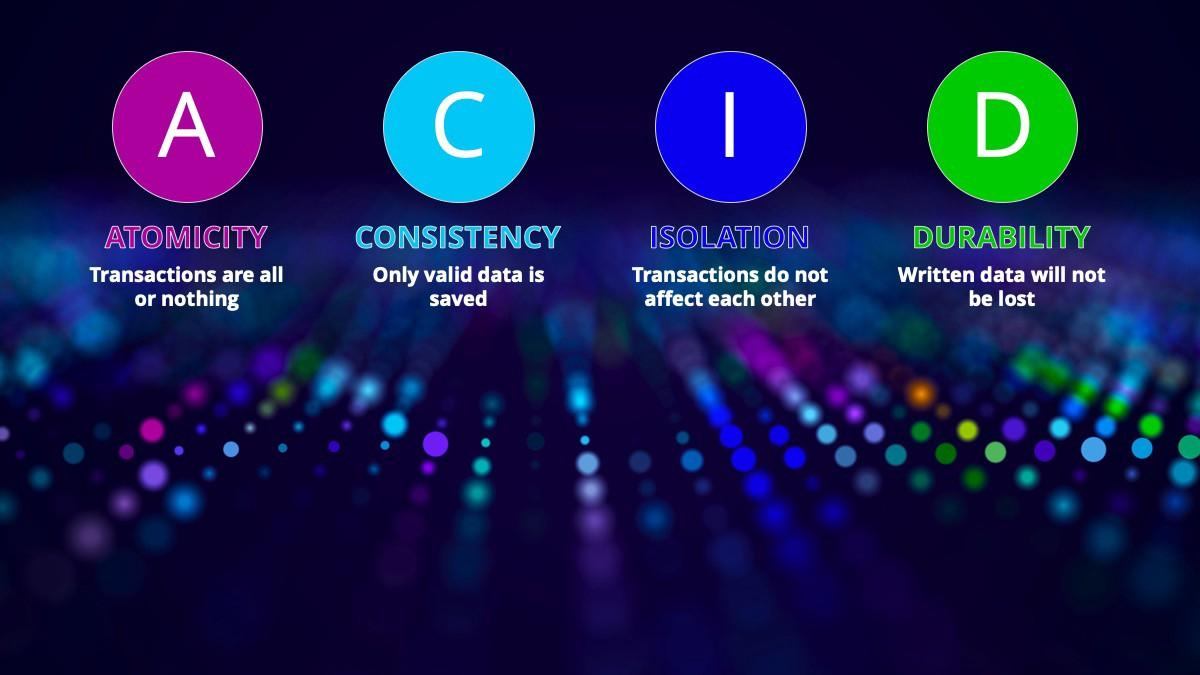 A
C
I
D
ATOMICITY
Transactions are all
or nothing
CONSISTENCY
Only valid data is
saved
ISOLATION
Transactions do not
affect each other
DURABILITY
Written data will not
be lost